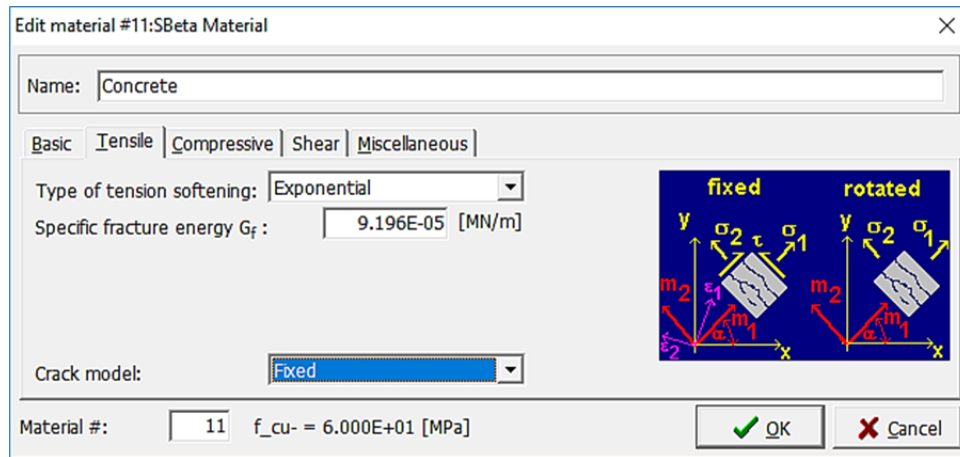 Edit material #11:SBeta Material
Name: Concrete
Basic Tensile Compressive Shear Miscellaneous
Type of tension softening: Exponential
Specific fracture energy Gf : 9.196E-05 [MN/m]
Crack model: Fixed
fixed rotated
y y
σ2 τ σ1 σ2 σ1
m2 ε1 m2
m1 m1
α α
ε2 x x
Material #: 11 f_cu- = 6.000E+01 [MPa] OK Cancel